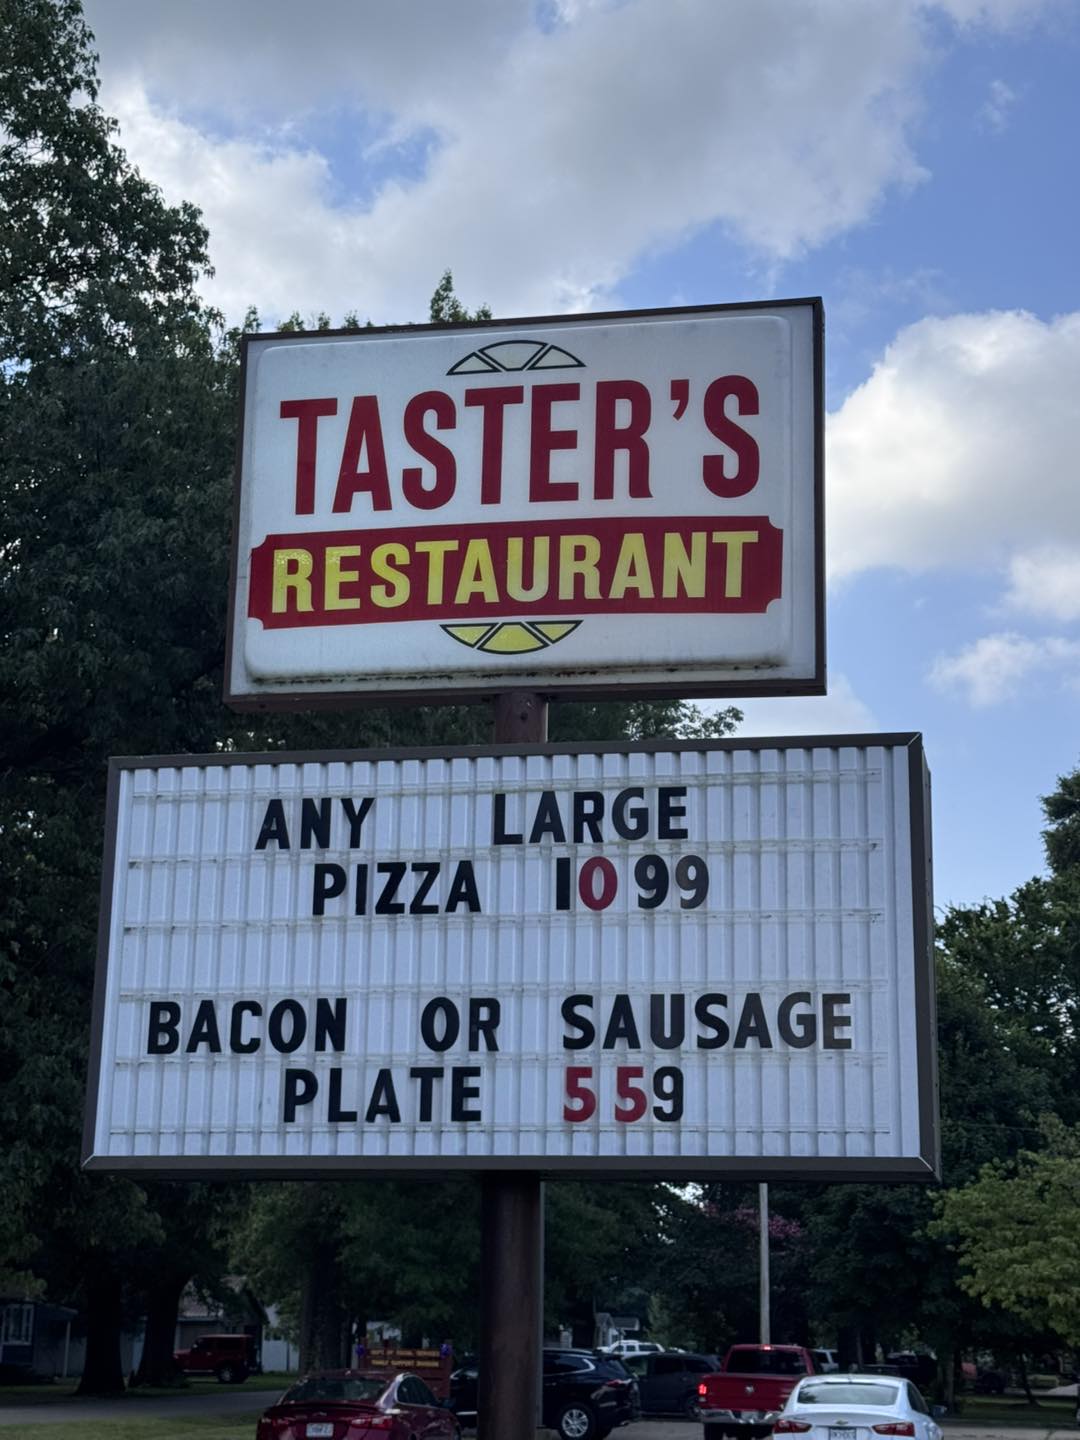 TASTER'S
RESTAURANT
ANY LARGE
PIZZA 1099
BACON OR SAUSAGE
PLATE 559